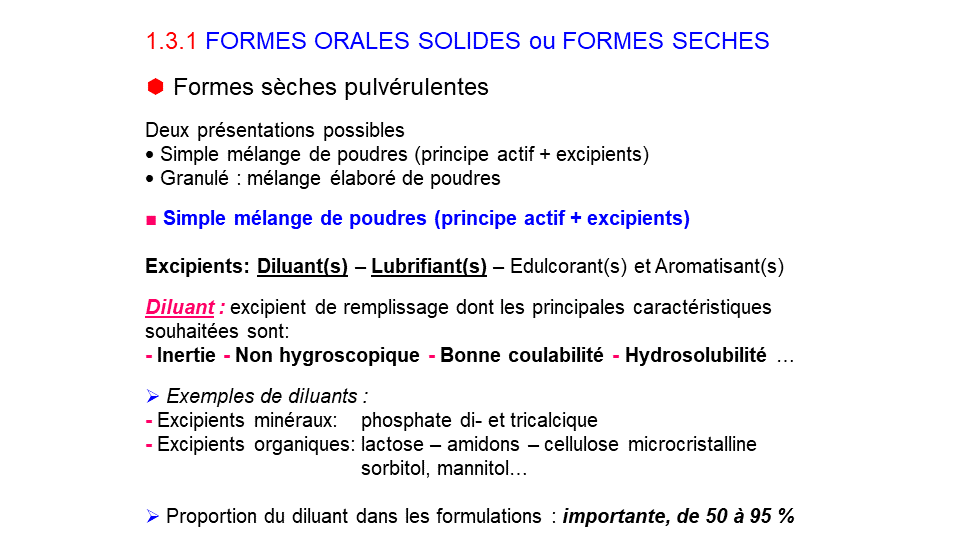 1.3.1 FORMES ORALES SOLIDES ou FORMES SECHES
Formes sèches pulvérulentes
Deux présentations possibles
• Simple mélange de poudres (principe actif + excipients)
• Granulé : mélange élaboré de poudres
■ Simple mélange de poudres (principe actif + excipients)
Excipients: Diluant(s) – Lubrifiant(s) – Edulcorant(s) et Aromatisant(s)
Diluant : excipient de remplissage dont les principales caractéristiques
souhaitées sont:
- Inertie - Non hygroscopique - Bonne coulabilité - Hydrosolubilité …
➢ Exemples de diluants :
- Excipients minéraux: phosphate di- et tricalcique
- Excipients organiques: lactose – amidons – cellulose microcristalline
sorbitol, mannitol…
➢ Proportion du diluant dans les formulations : importante, de 50 à 95 %